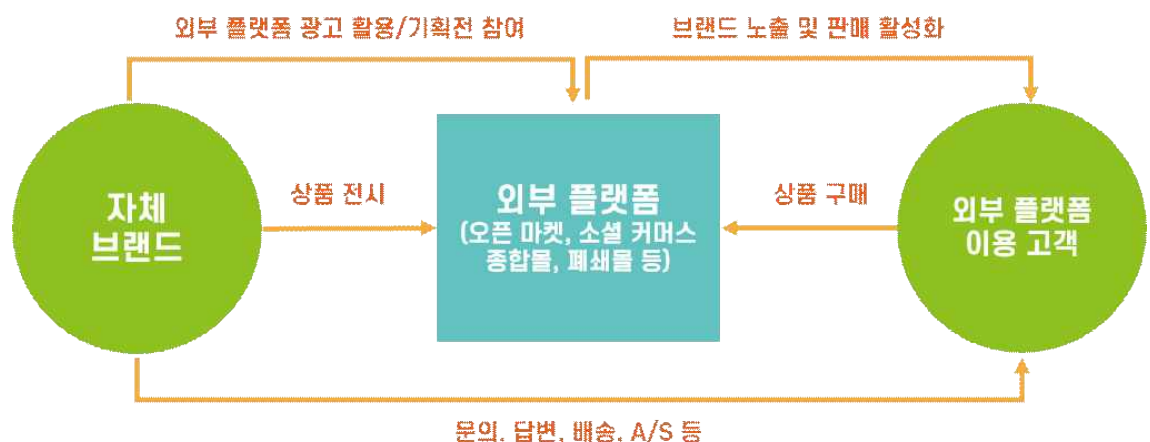 외부 플랫폼 광고 활용/기획전 참여
브랜드 노출 및 판매 활성화
자체
브랜드
상품 전시
외부 플랫폼
(오픈 마켓, 소셜 커머스
종합몰, 폐쇄몰 등)
상품 구매
외부 플랫폼
이용 고객
문의, 답변, 배송, A/S 등